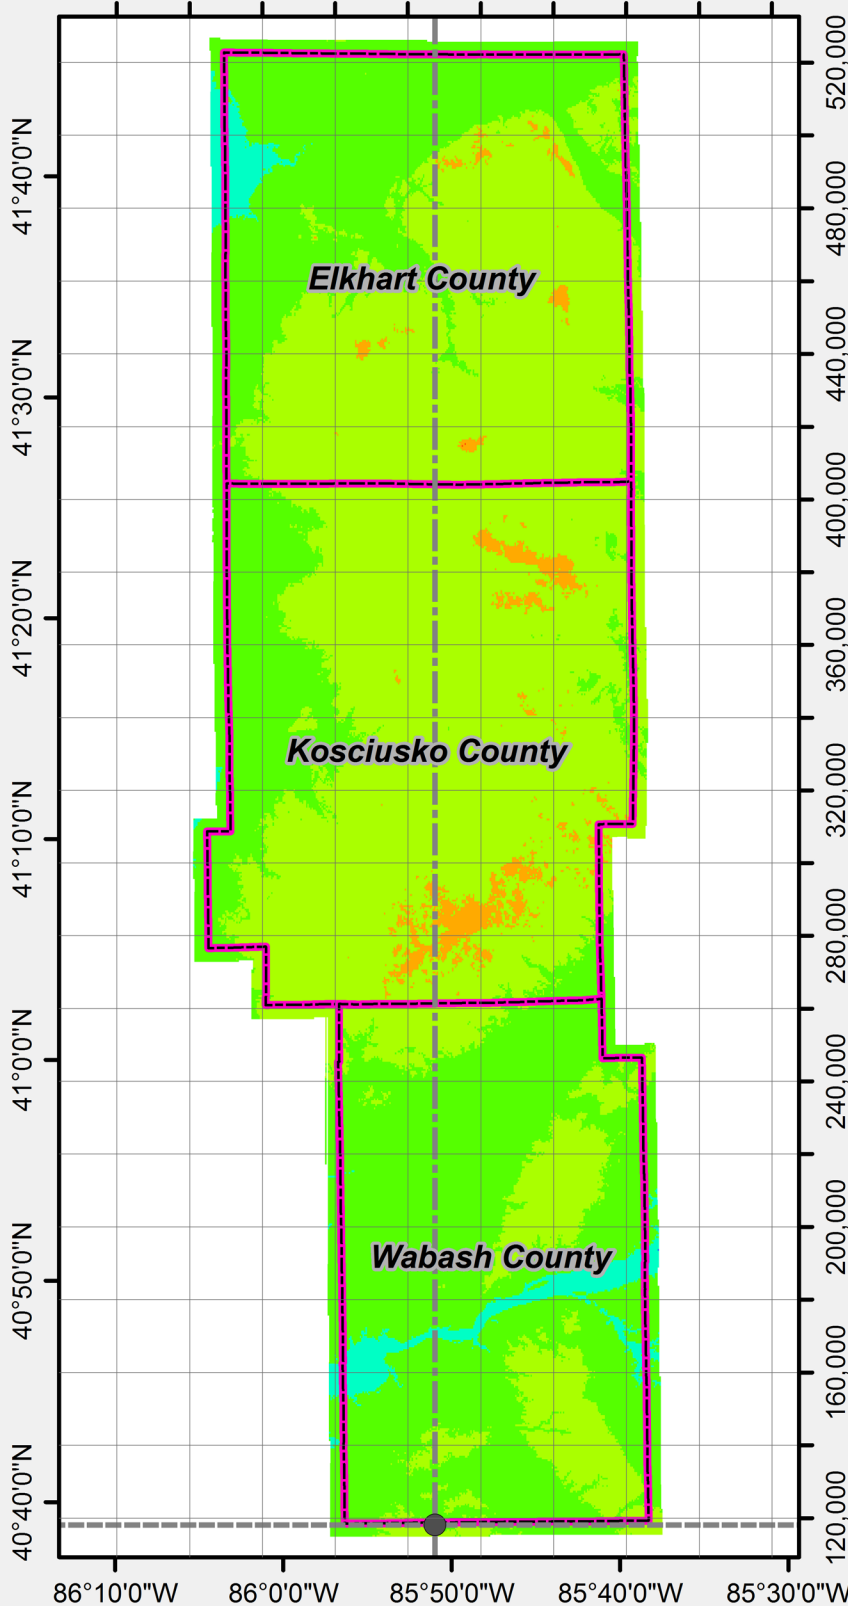 41°40'0"N
41°30'0"N
41°20'0"N
41°10'0"N
41°0'0"N
40°50'0"N
40°40'0"N
Elkhart County
Kosciusko County
Wabash County
520,000
480,000
440,000
400,000
360,000
320,000
280,000
240,000
200,000
160,000
120,000
86°10'0"W
86°0'0"W
85°50'0"W
85°40'0"W
85°30'0"W